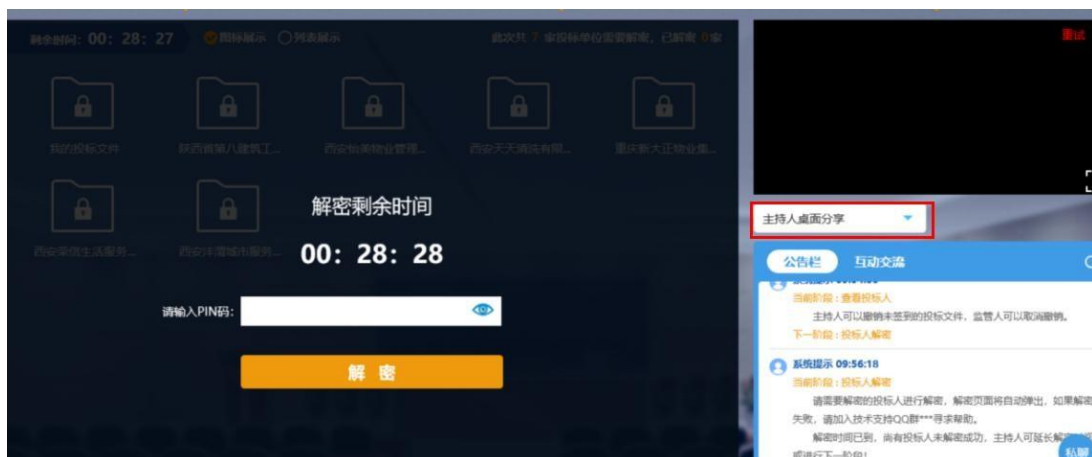 剩余时间：00：28：27 图标展示 列表展示 此次共 7 家投标单位需要解密，已解密 0家
重试
我的投标文件 陕西省第八建筑工... 西安怡美物业管理... 西安天天清洗有限... 重庆新大正物业集...
解密剩余时间
主持人桌面分享
西安荣信生活服务...
00：28：28
公告栏 互动交流
当前阶段：查看投标人
请输入PIN码：
主持人可以撤销未签到的投标文件，监管人可以取消撤销。
下一阶段：投标人解密
解 密
系统提示 09:56:18
当前阶段：投标人解密
请需要解密的投标人进行解密，解密页面将自动弹出，如果解密
失败，请加入技术支持QQ群***寻求帮助。
解密时间已到，尚有投标人未解密成功，主持人可延长解
或进行下一阶段！
私聊